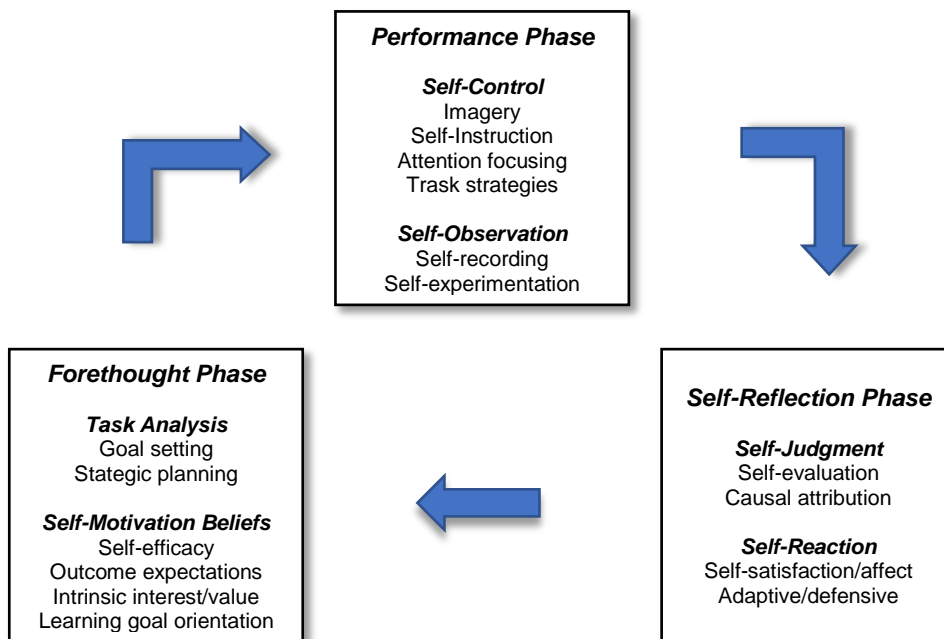 Performance Phase
Self-Control
Imagery
Self-Instruction
Attention focusing
Trask strategies
Self-Observation
Self-recording
Self-experimentation
Forethought Phase
Task Analysis
Goal setting
Stategic planning
Self-Motivation Beliefs
Self-efficacy
Outcome expectations
Intrinsic interest/value
Learning goal orientation
Self-Reflection Phase
Self-Judgment
Self-evaluation
Causal attribution
Self-Reaction
Self-satisfaction/affect
Adaptive/defensive